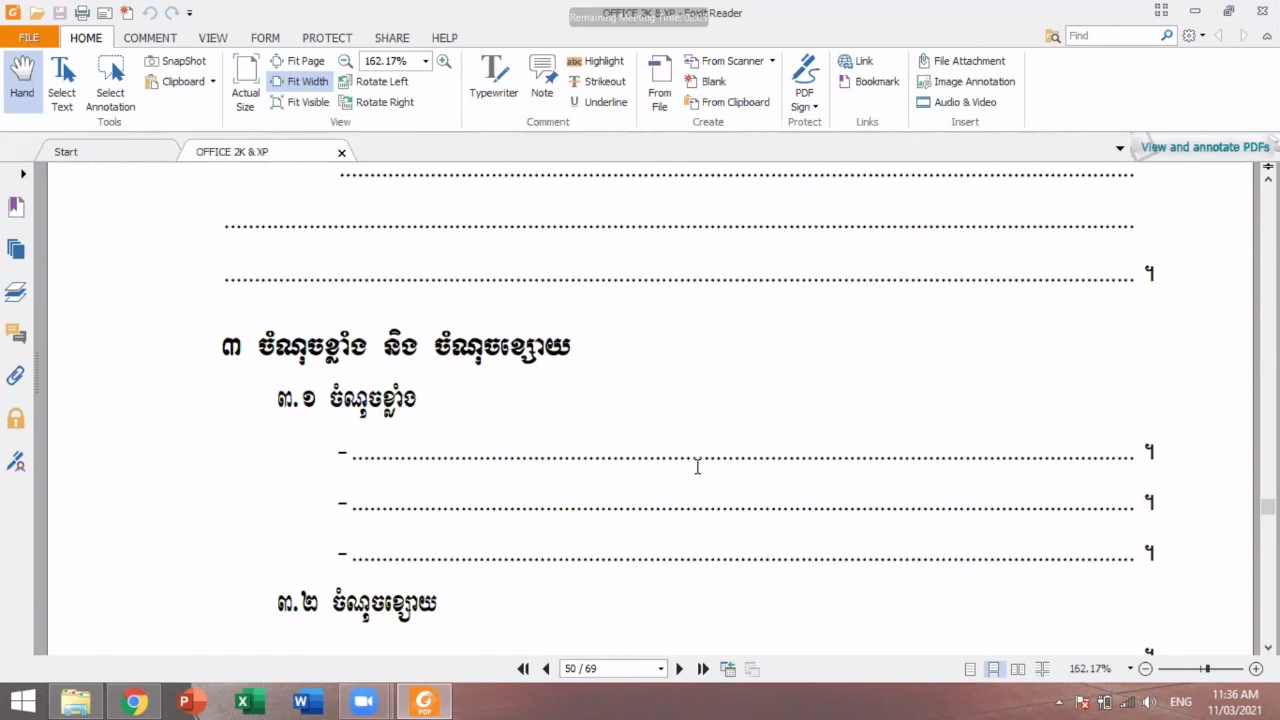 OFFICE 2K & XP - Foxit Reader
Remaining Meeting Time: 02:0
FILE HOME COMMENT VIEW FORM PROTECT SHARE HELP Find
Hand
Select Text
Select Annotation
SnapShot
Clipboard
Tools
Actual Size
Fit Page
Fit Width
Fit Visible
162.17%
Rotate Left
Rotate Right
View
Typewriter
Note
Highlight
Strikeout
Underline
Comment
From File
From Scanner
Blank
From Clipboard
Create
PDF Sign
Protect
Link
Bookmark
Links
File Attachment
Image Annotation
Audio & Video
Insert
Start OFFICE 2K & XP View and annotate PDFs
................................................................
................................................................
................................................................ ។
៣ ចំណុចខ្លាំង និង ចំណុចខ្សោយ
៣.១ ចំណុចខ្លាំង
- ................................................................ ។
- ................................................................ ។
- ................................................................ ។
៣.២ ចំណុចខ្សោយ
50 / 69 162.17%
ENG 11:36 AM
11/03/2021